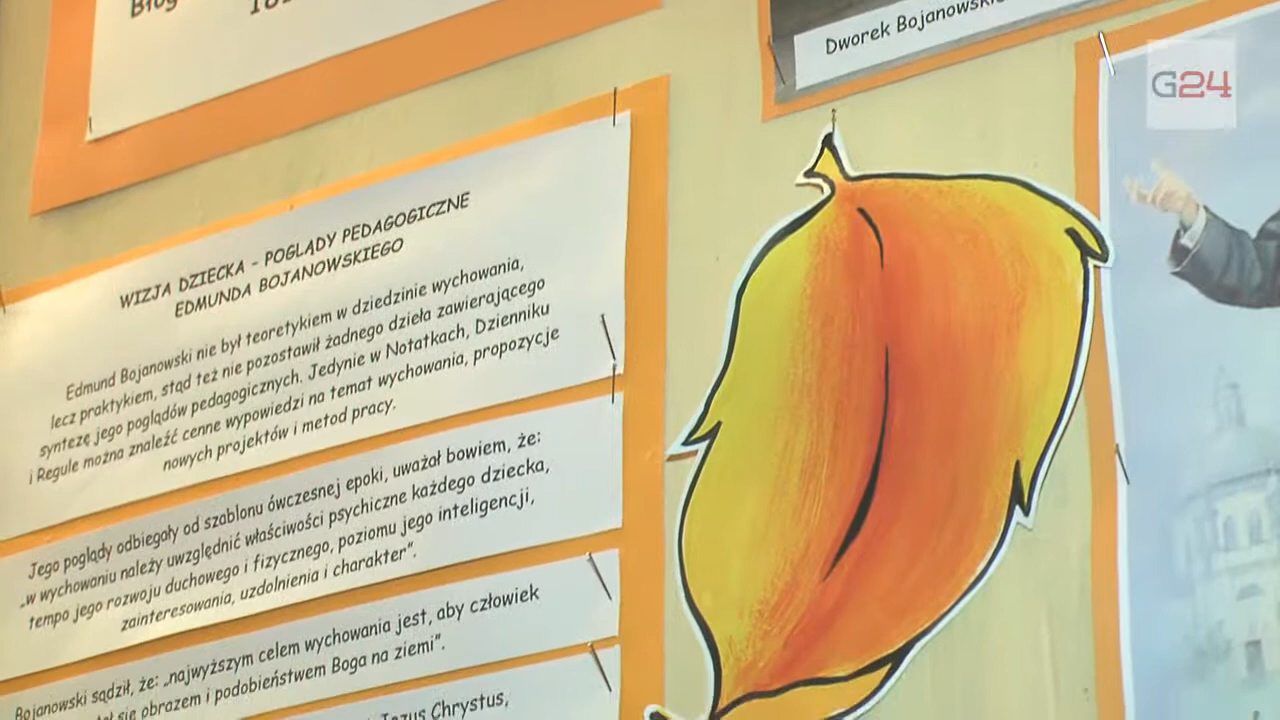 Błog
Dworek Bojanowski
G24
WIZJA DZIECKA - POGLĄDY PEDAGOGICZNE
EDMUNDA BOJANOWSKIEGO
Edmund Bojanowski nie był teoretykiem w dziedzinie wychowania,
lecz praktykiem, stąd też nie pozostawił żadnego dzieła zawierającego
syntezę jego poglądów pedagogicznych. Jedynie w Notatkach, Dzienniku
i Regule można znaleźć cenne wypowiedzi na temat wychowania, propozycje
nowych projektów i metod pracy.
Jego poglądy odbiegały od szablonu ówczesnej epoki, uważał bowiem, że:
„w wychowaniu należy uwzględnić właściwości psychiczne każdego dziecka,
tempo jego rozwoju duchowego i fizycznego, poziomu jego inteligencji,
zainteresowania, uzdolnienia i charakter”.
Bojanowski sądził, że: „najwyższym celem wychowania jest, aby człowiek
się obrazem i podobieństwem Boga na ziemi”.
Jezus Chrystus,